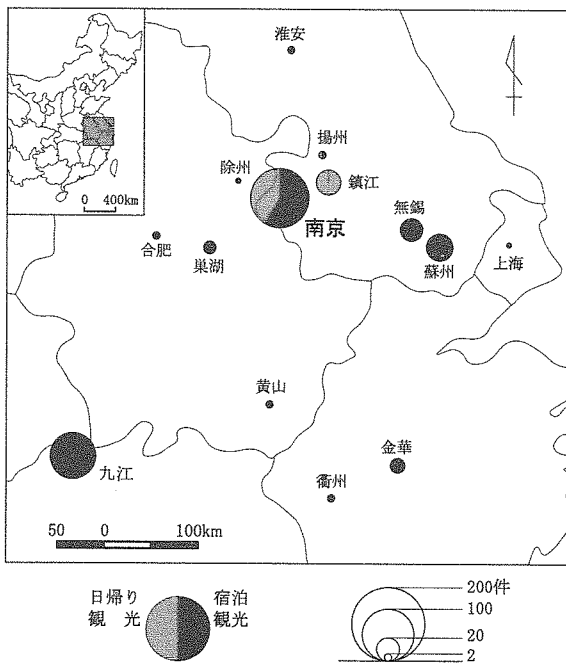 0 400km
淮安
揚州
除州
鎮江
南京
無錫
蘇州
上海
合肥
巣湖
黄山
九江
金華
衢州
50 0 100km
日帰り
観光
宿泊
観光
200件
100
20
2